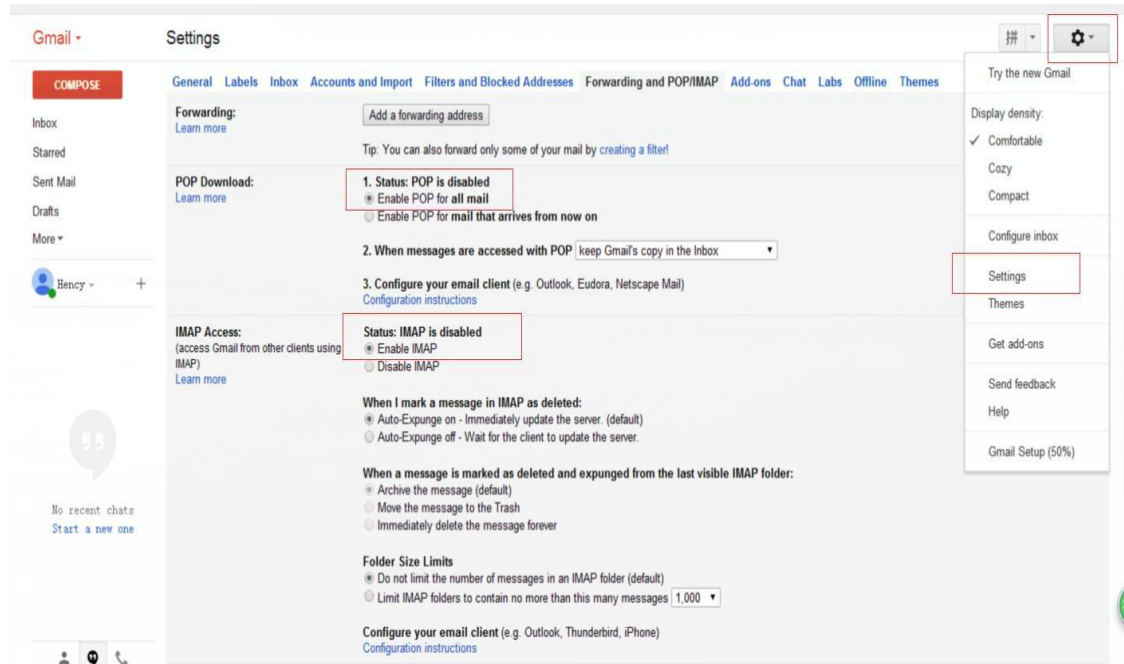 Gmail
Settings
拼
COMPOSE
Inbox
Starred
Sent Mail
Drafts
More
Hency
No recent chats
Start a new one
General Labels Inbox Accounts and Import Filters and Blocked Addresses Forwarding and POP/IMAP Add-ons Chat Labs Offline Themes
Forwarding:
Learn more
Add a forwarding address
Tip: You can also forward only some of your mail by creating a filter!
POP Download:
Learn more
1. Status: POP is disabled
Enable POP for all mail
Enable POP for mail that arrives from now on
2. When messages are accessed with POP keep Gmail's copy in the Inbox
3. Configure your email client (e.g. Outlook, Eudora, Netscape Mail)
Configuration instructions
IMAP Access:
(access Gmail from other clients using
IMAP)
Learn more
Status: IMAP is disabled
Enable IMAP
Disable IMAP
When I mark a message in IMAP as deleted:
Auto-Expunge on - Immediately update the server. (default)
Auto-Expunge off - Wait for the client to update the server.
When a message is marked as deleted and expunged from the last visible IMAP folder:
Archive the message (default)
Move the message to the Trash
Immediately delete the message forever
Folder Size Limits
Do not limit the number of messages in an IMAP folder (default)
Limit IMAP folders to contain no more than this many messages 1,000
Configure your email client (e.g. Outlook, Thunderbird, iPhone)
Configuration instructions
Try the new Gmail
Display density:
Comfortable
Cozy
Compact
Configure inbox
Settings
Themes
Get add-ons
Send feedback
Help
Gmail Setup (50%)